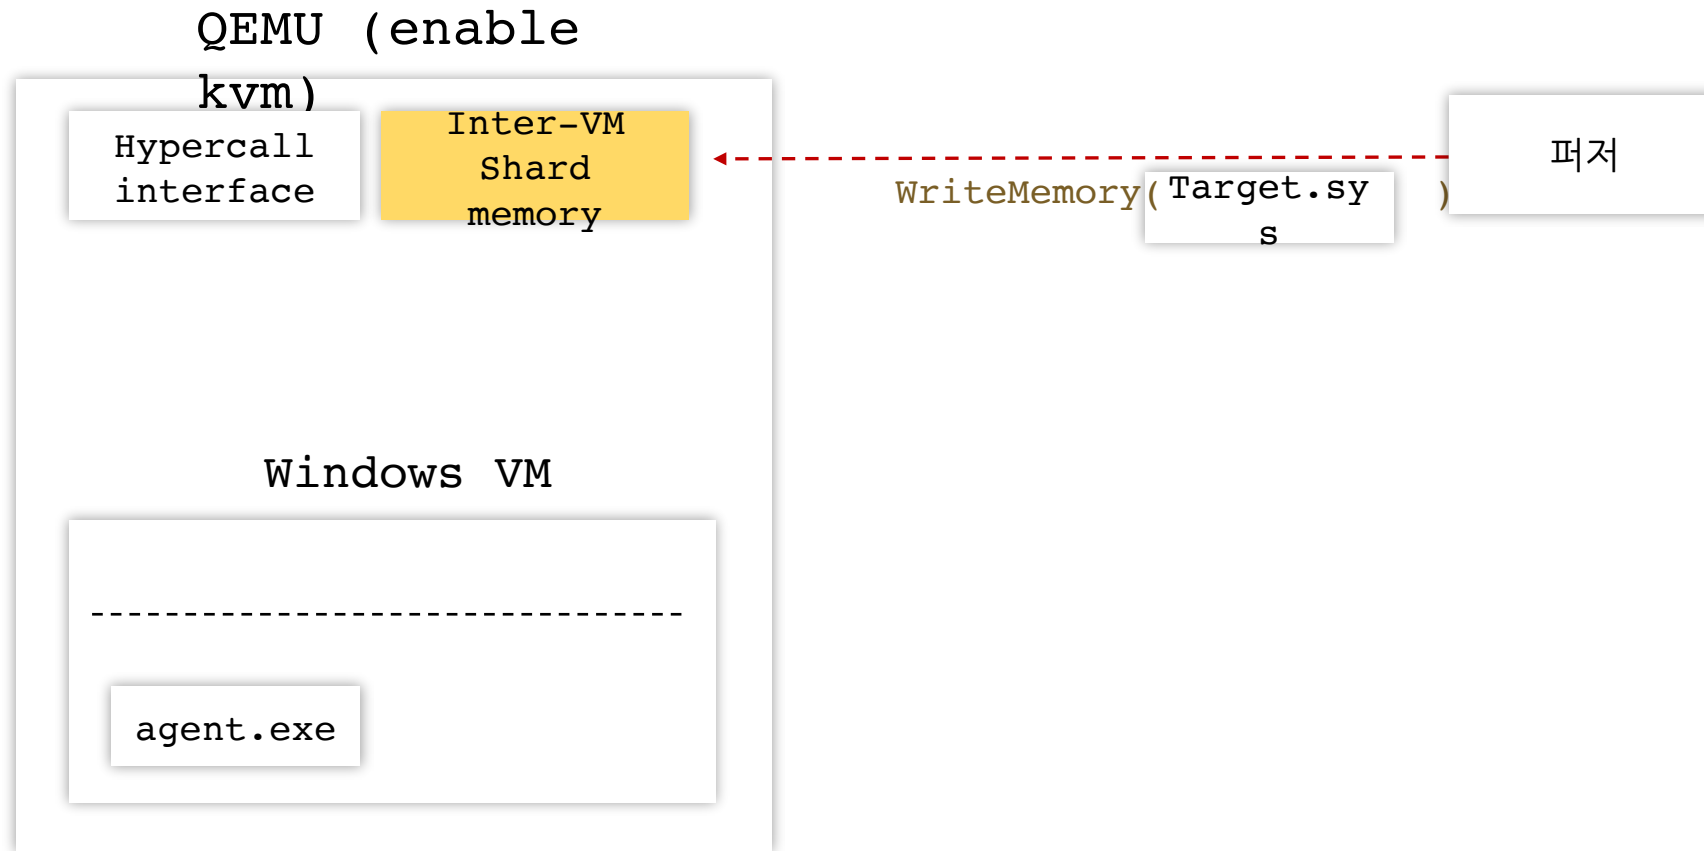 QEMU (enable
kvm)
Hypercall
interface
Inter-VM
Shard
memory
퍼저
WriteMemory( )
Target.sy
s
Windows VM
agent.exe